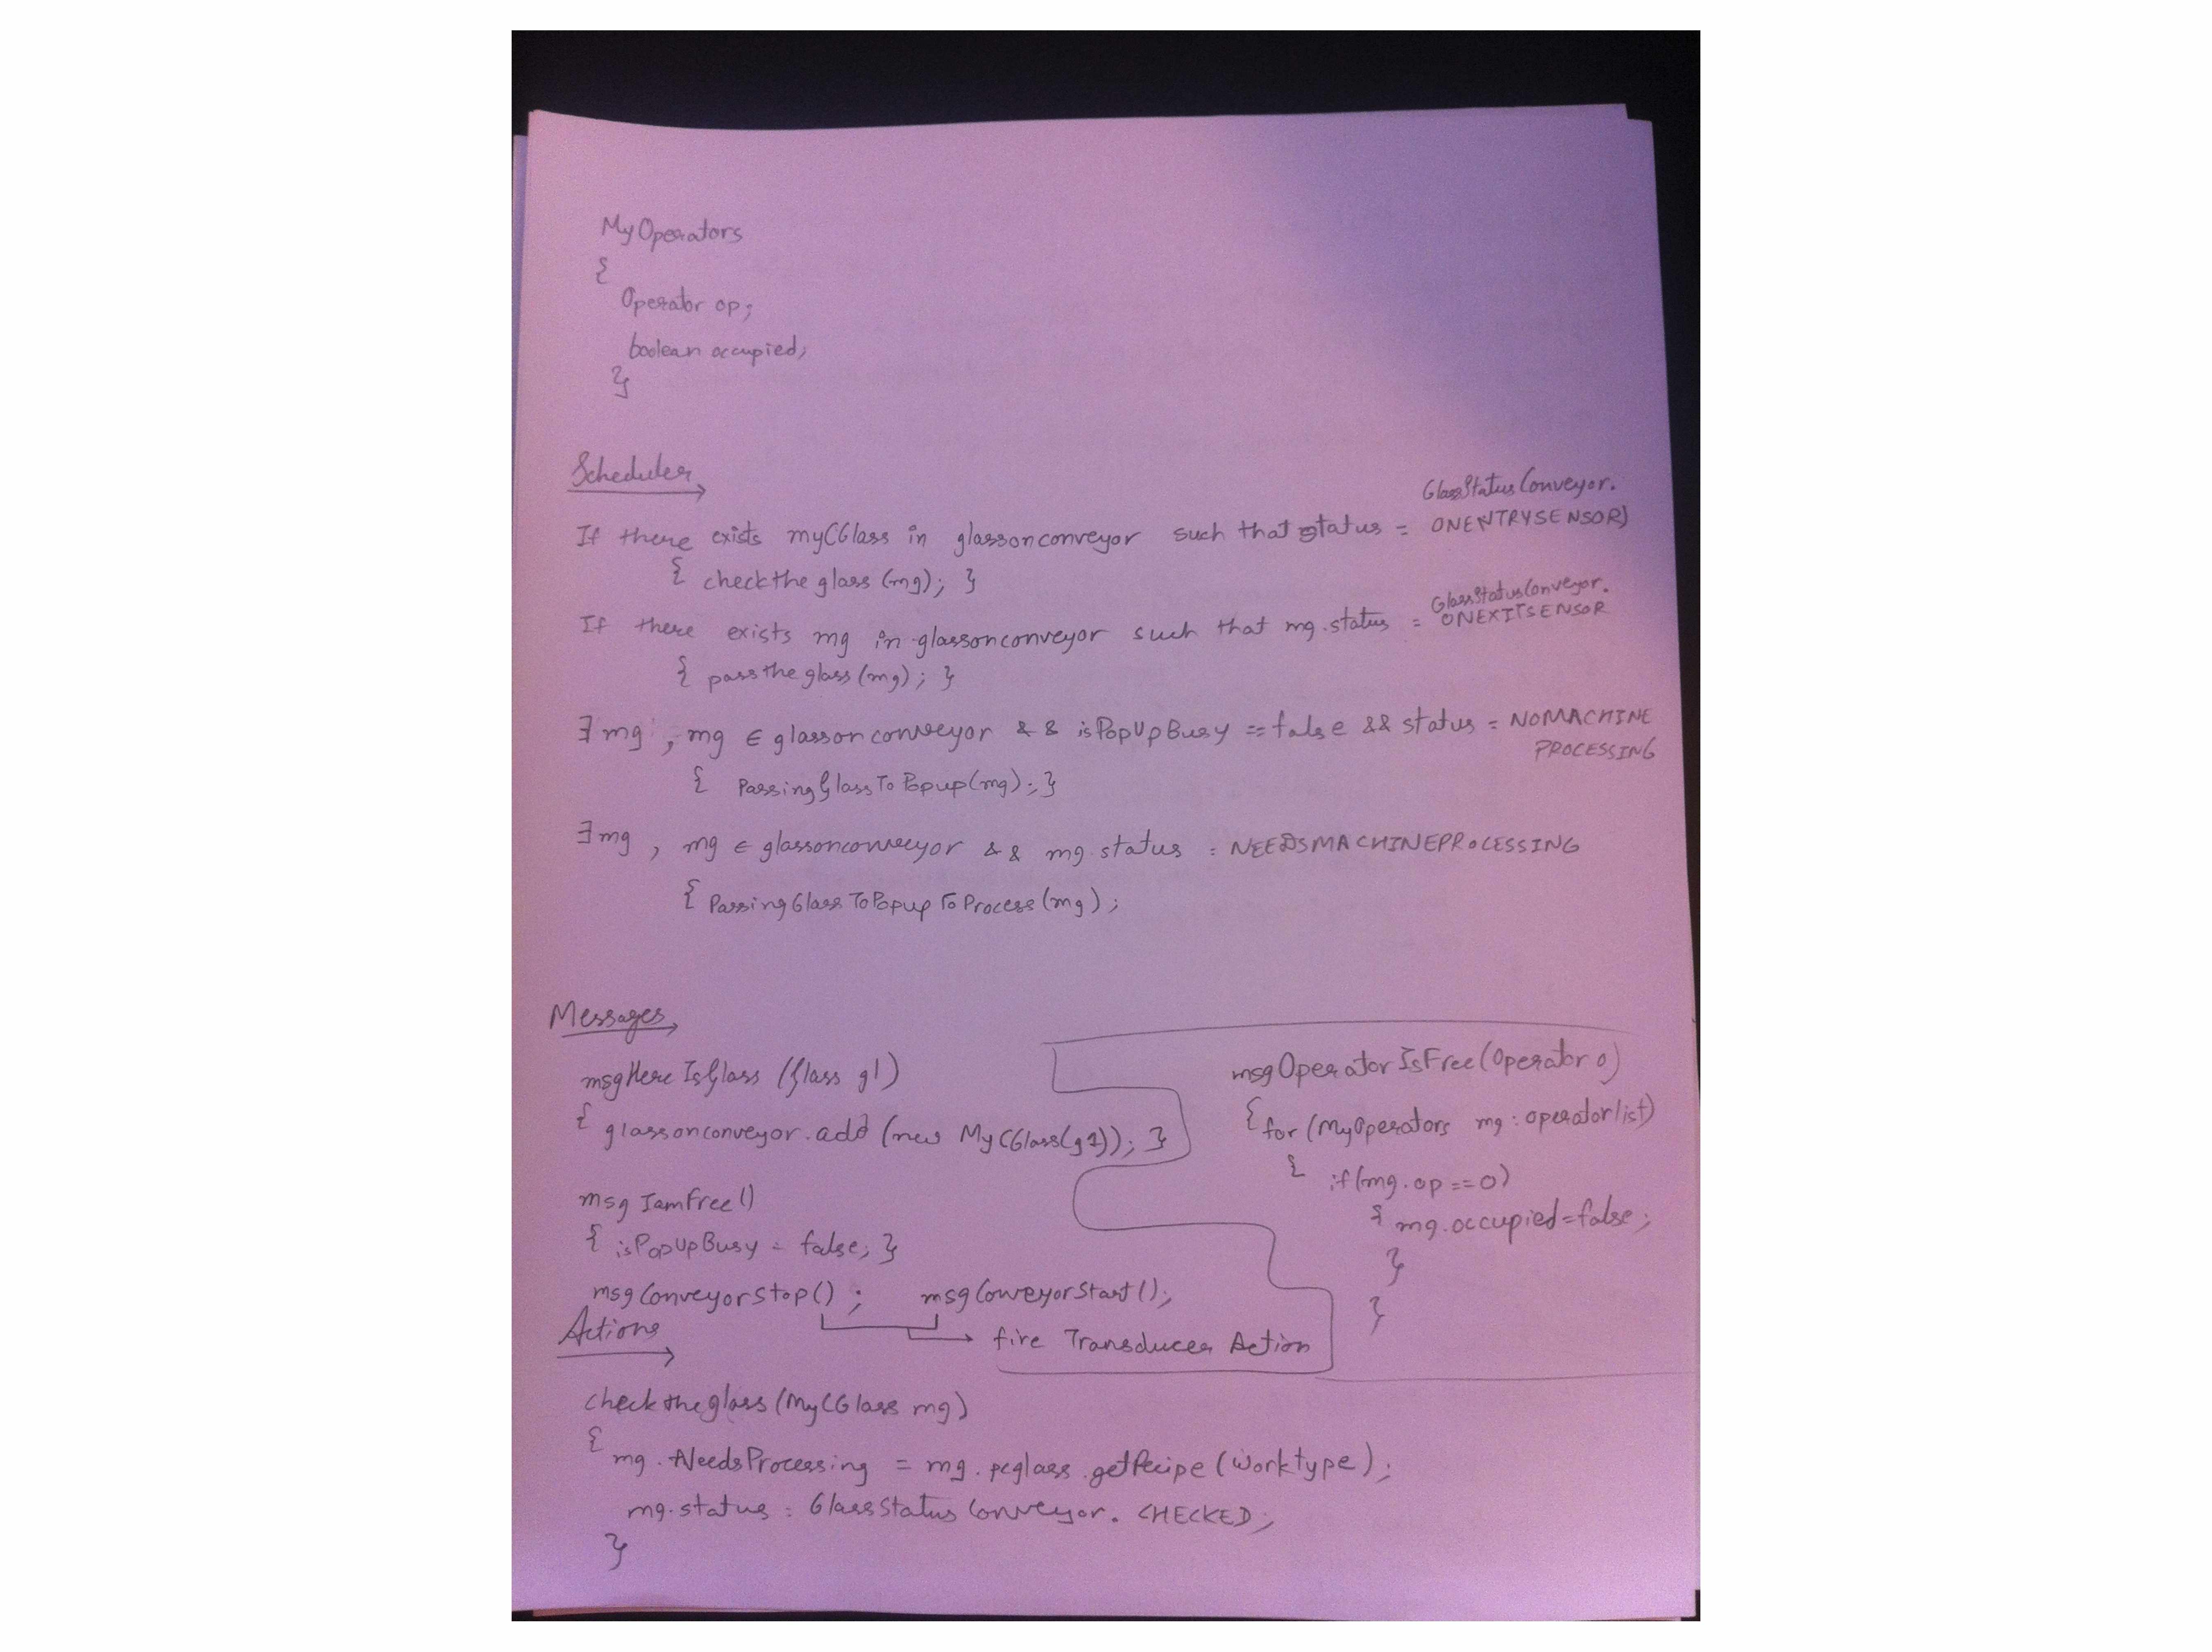 MyOperators
{
Operator op;
boolean occupied;
}
Scheduler
GlassStatusConveyor.
If there exists myCGlass in glassonconveyor such that status = ONENTRYSENSOR)
{ checktheglass (mg); }
GlassStatusConveyor.
If there exists mg in glassonconveyor such that mg.status = ONEXITSENSOR
{ passtheglass (mg); }
∃ mg , mg ∈ glassonconveyor && isPopUpBusy == false && status = NOMACHINE
PROCESSING
{ PassingGlassToPopup(mg); }
∃ mg , mg ∈ glassonconveyor && mg.status = NEEDSMACHINEPROCESSING
{ PassingGlassToPopupToProcess(mg);
Messages
msgHereIsGlass (Glass g1)
{ glassonconveyor.add (new MyCGlass(g1)); }
msgIamFree()
{ isPopUpBusy = false; }
msgConveyorStop(); msgConveyorStart();
fire Transducer Action
msgOperatorIsFree(Operator o)
{ for (MyOperators mg : operatorlist)
{ if(mg.op == o)
{ mg.occupied=false;
}
}
Actions
checktheglass (MyCGlass mg)
{
mg.NeedsProcessing = mg.pcglass.getRecipe (worktype);
mg.status = GlassStatusConveyor.CHECKED;
}